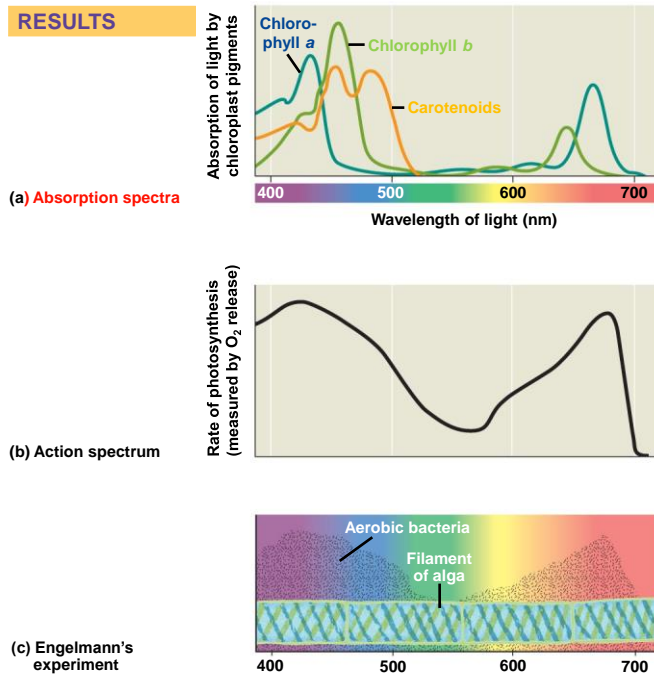 RESULTS
Chloro-
phyll a
Chlorophyll b
Carotenoids
Absorption of light by
chloroplast pigments
400
500
600
700
Wavelength of light (nm)
(a) Absorption spectra
Rate of photosynthesis
(measured by O2 release)
(b) Action spectrum
Aerobic bacteria
Filament
of alga
(c) Engelmann’s
experiment
400
500
600
700